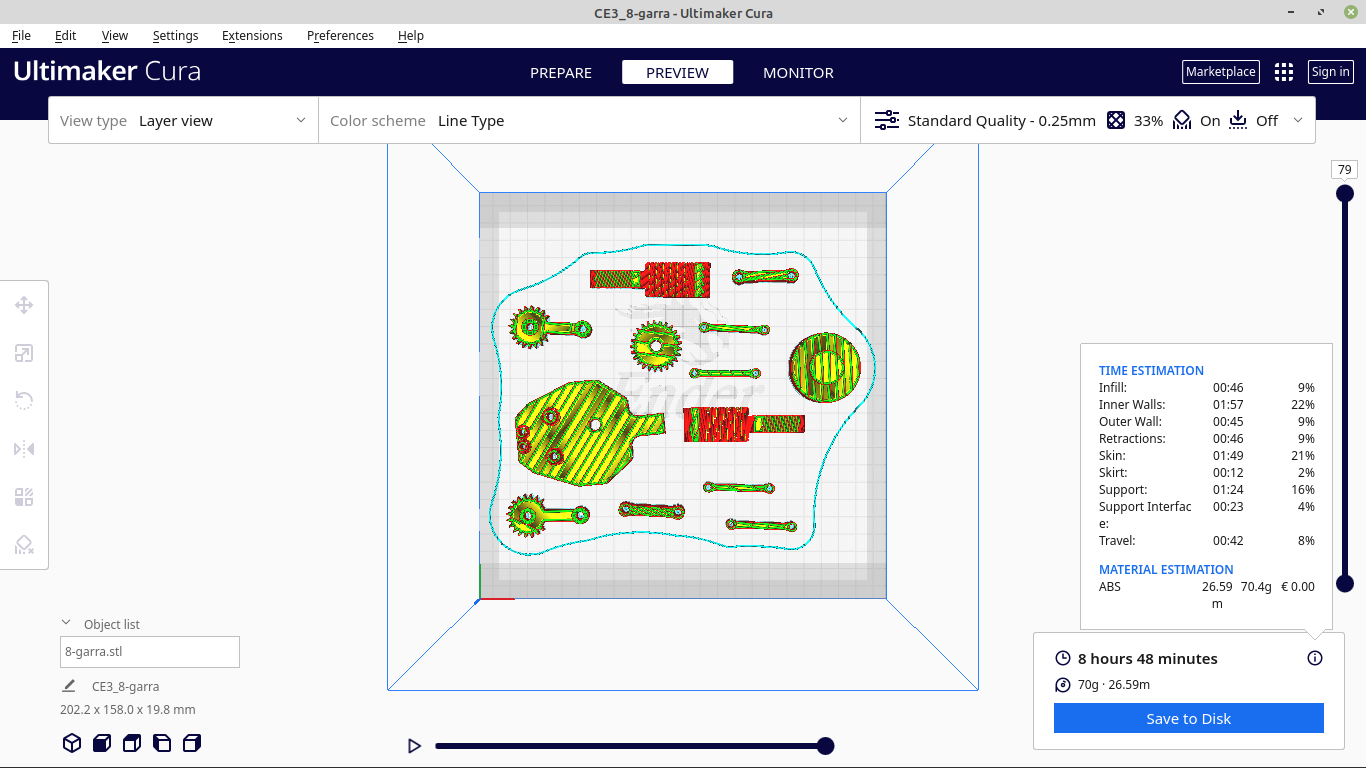 CE3_8-garra - Ultimaker Cura
File Edit View Settings Extensions Preferences Help
Ultimaker Cura PREPARE PREVIEW MONITOR Marketplace Sign in
View type Layer view Color scheme Line Type Standard Quality - 0.25mm 33% On Off
79
Ender
TIME ESTIMATION
Infill: 00:46 9%
Inner Walls: 01:57 22%
Outer Wall: 00:45 9%
Retractions: 00:46 9%
Skin: 01:49 21%
Skirt: 00:12 2%
Support: 01:24 16%
Support Interfac 00:23 4%
e:
Travel: 00:42 8%
MATERIAL ESTIMATION
ABS 26.59 70.4g € 0.00
m
Object list
8-garra.stl
CE3_8-garra
202.2 x 158.0 x 19.8 mm
8 hours 48 minutes
70g · 26.59m
Save to Disk